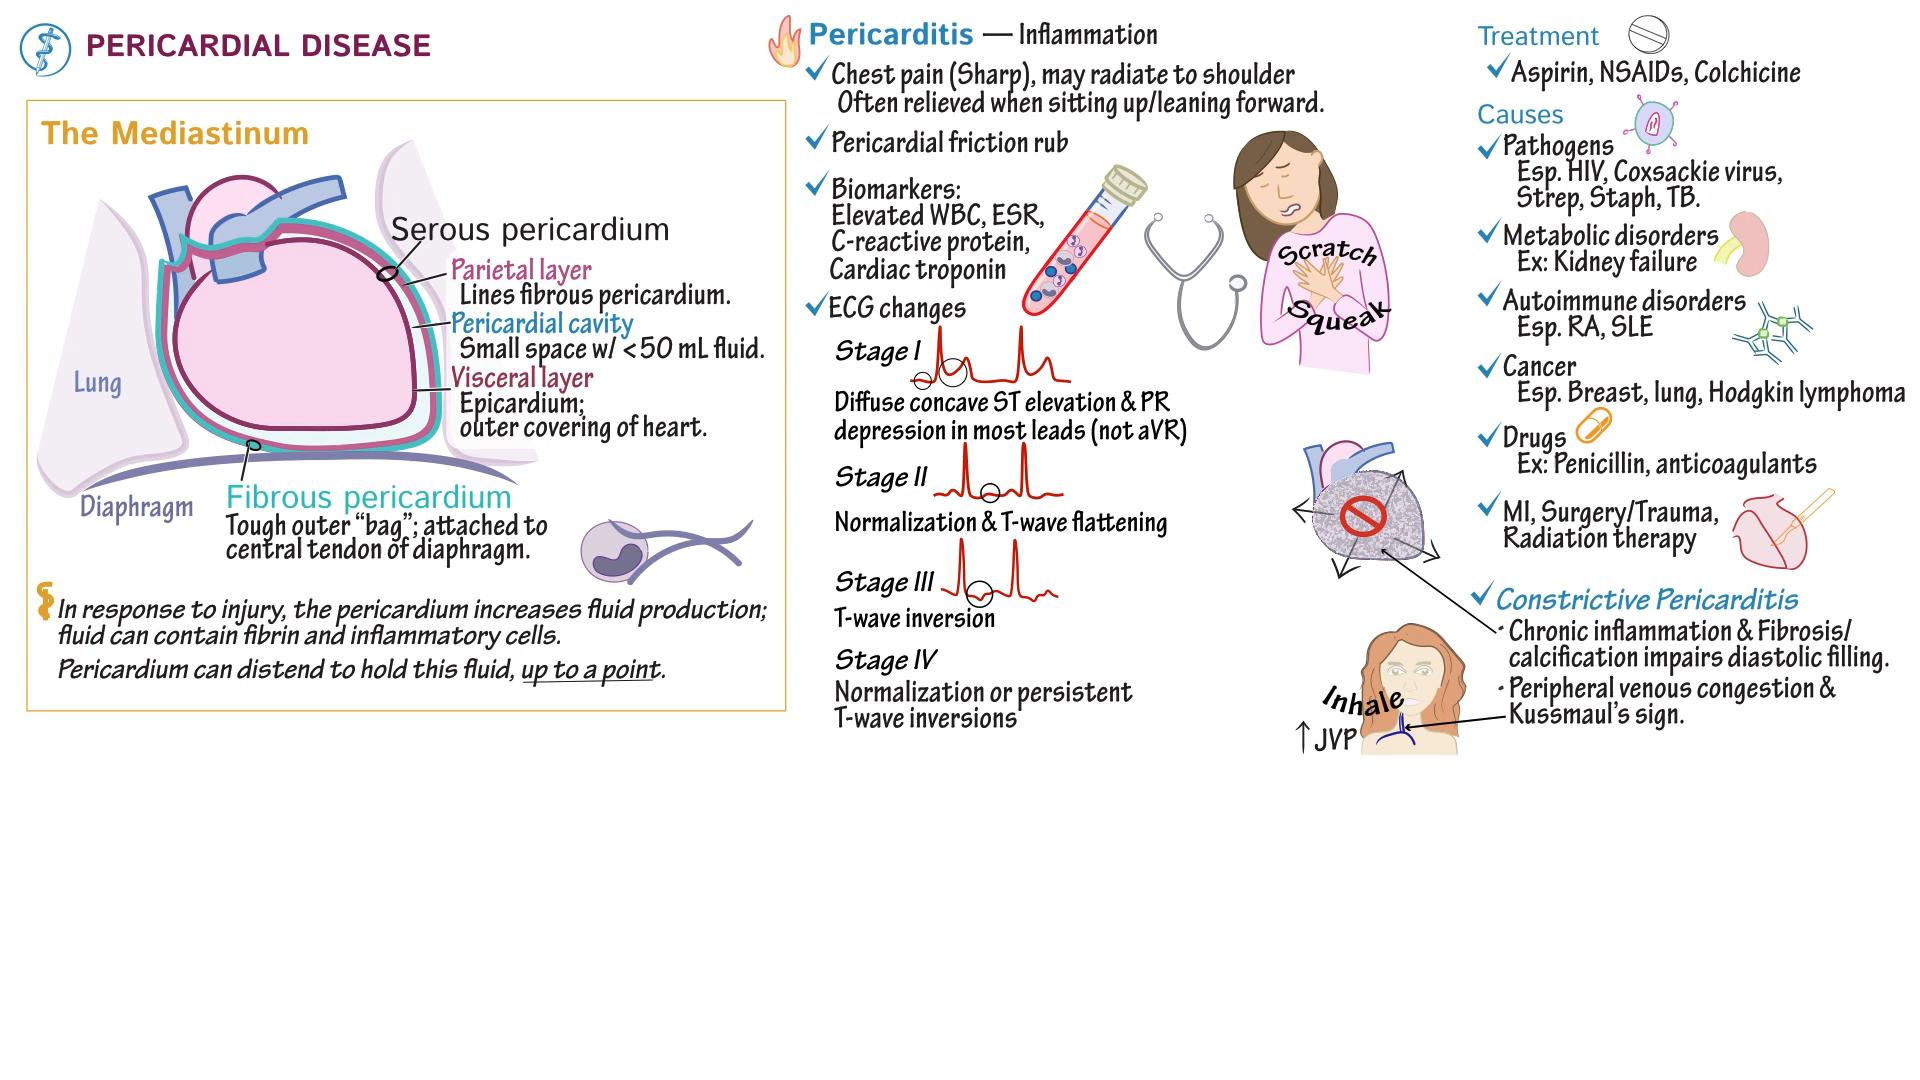 PERICARDIAL DISEASE
The Mediastinum
Serous pericardium
Parietal layer
Lines fibrous pericardium.
Pericardial cavity
Small space w/ <50 mL fluid.
Visceral layer
Epicardium;
outer covering of heart.
Lung
Diaphragm
Fibrous pericardium
Tough outer “bag”; attached to
central tendon of diaphragm.
In response to injury, the pericardium increases fluid production;
fluid can contain fibrin and inflammatory cells.
Pericardium can distend to hold this fluid, up to a point.
Pericarditis — Inflammation
Chest pain (Sharp), may radiate to shoulder
Often relieved when sitting up/leaning forward.
Pericardial friction rub
Biomarkers:
Elevated WBC, ESR,
C-reactive protein,
Cardiac troponin
Scratch
Squeak
ECG changes
Stage I
Diffuse concave ST elevation & PR
depression in most leads (not aVR)
Stage II
Normalization & T-wave flattening
Stage III
T-wave inversion
Stage IV
Normalization or persistent
T-wave inversions
Treatment
Aspirin, NSAIDs, Colchicine
Causes
Pathogens
Esp. HIV, Coxsackie virus,
Strep, Staph, TB.
Metabolic disorders
Ex: Kidney failure
Autoimmune disorders
Esp. RA, SLE
Cancer
Esp. Breast, lung, Hodgkin lymphoma
Drugs
Ex: Penicillin, anticoagulants
MI, Surgery/Trauma,
Radiation therapy
Constrictive Pericarditis
· Chronic inflammation & Fibrosis/
calcification impairs diastolic filling.
· Peripheral venous congestion &
Kussmaul’s sign.
Inhale
↑JVP